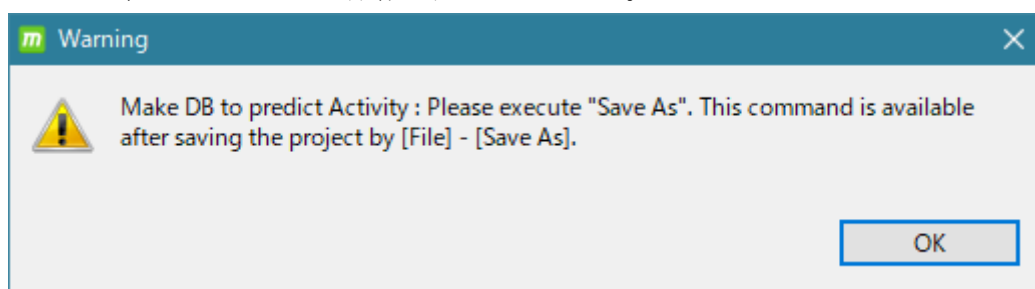 m Warning
Make DB to predict Activity : Please execute "Save As". This command is available
after saving the project by [File] - [Save As].
OK